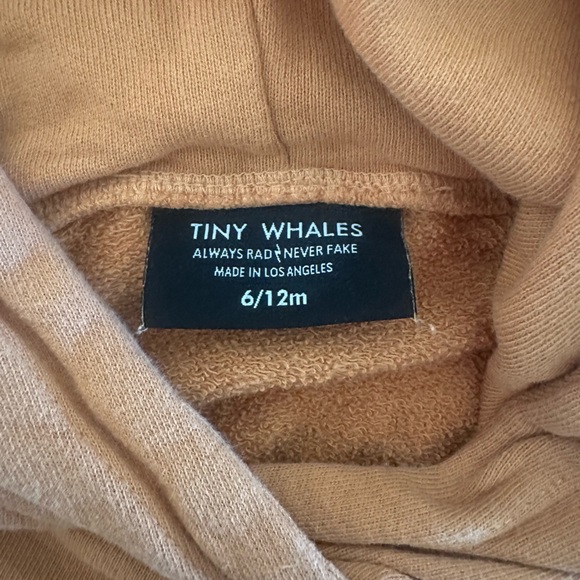 TINY WHALES
ALWAYS RAD NEVER FAKE
MADE IN LOS ANGELES
6/12m